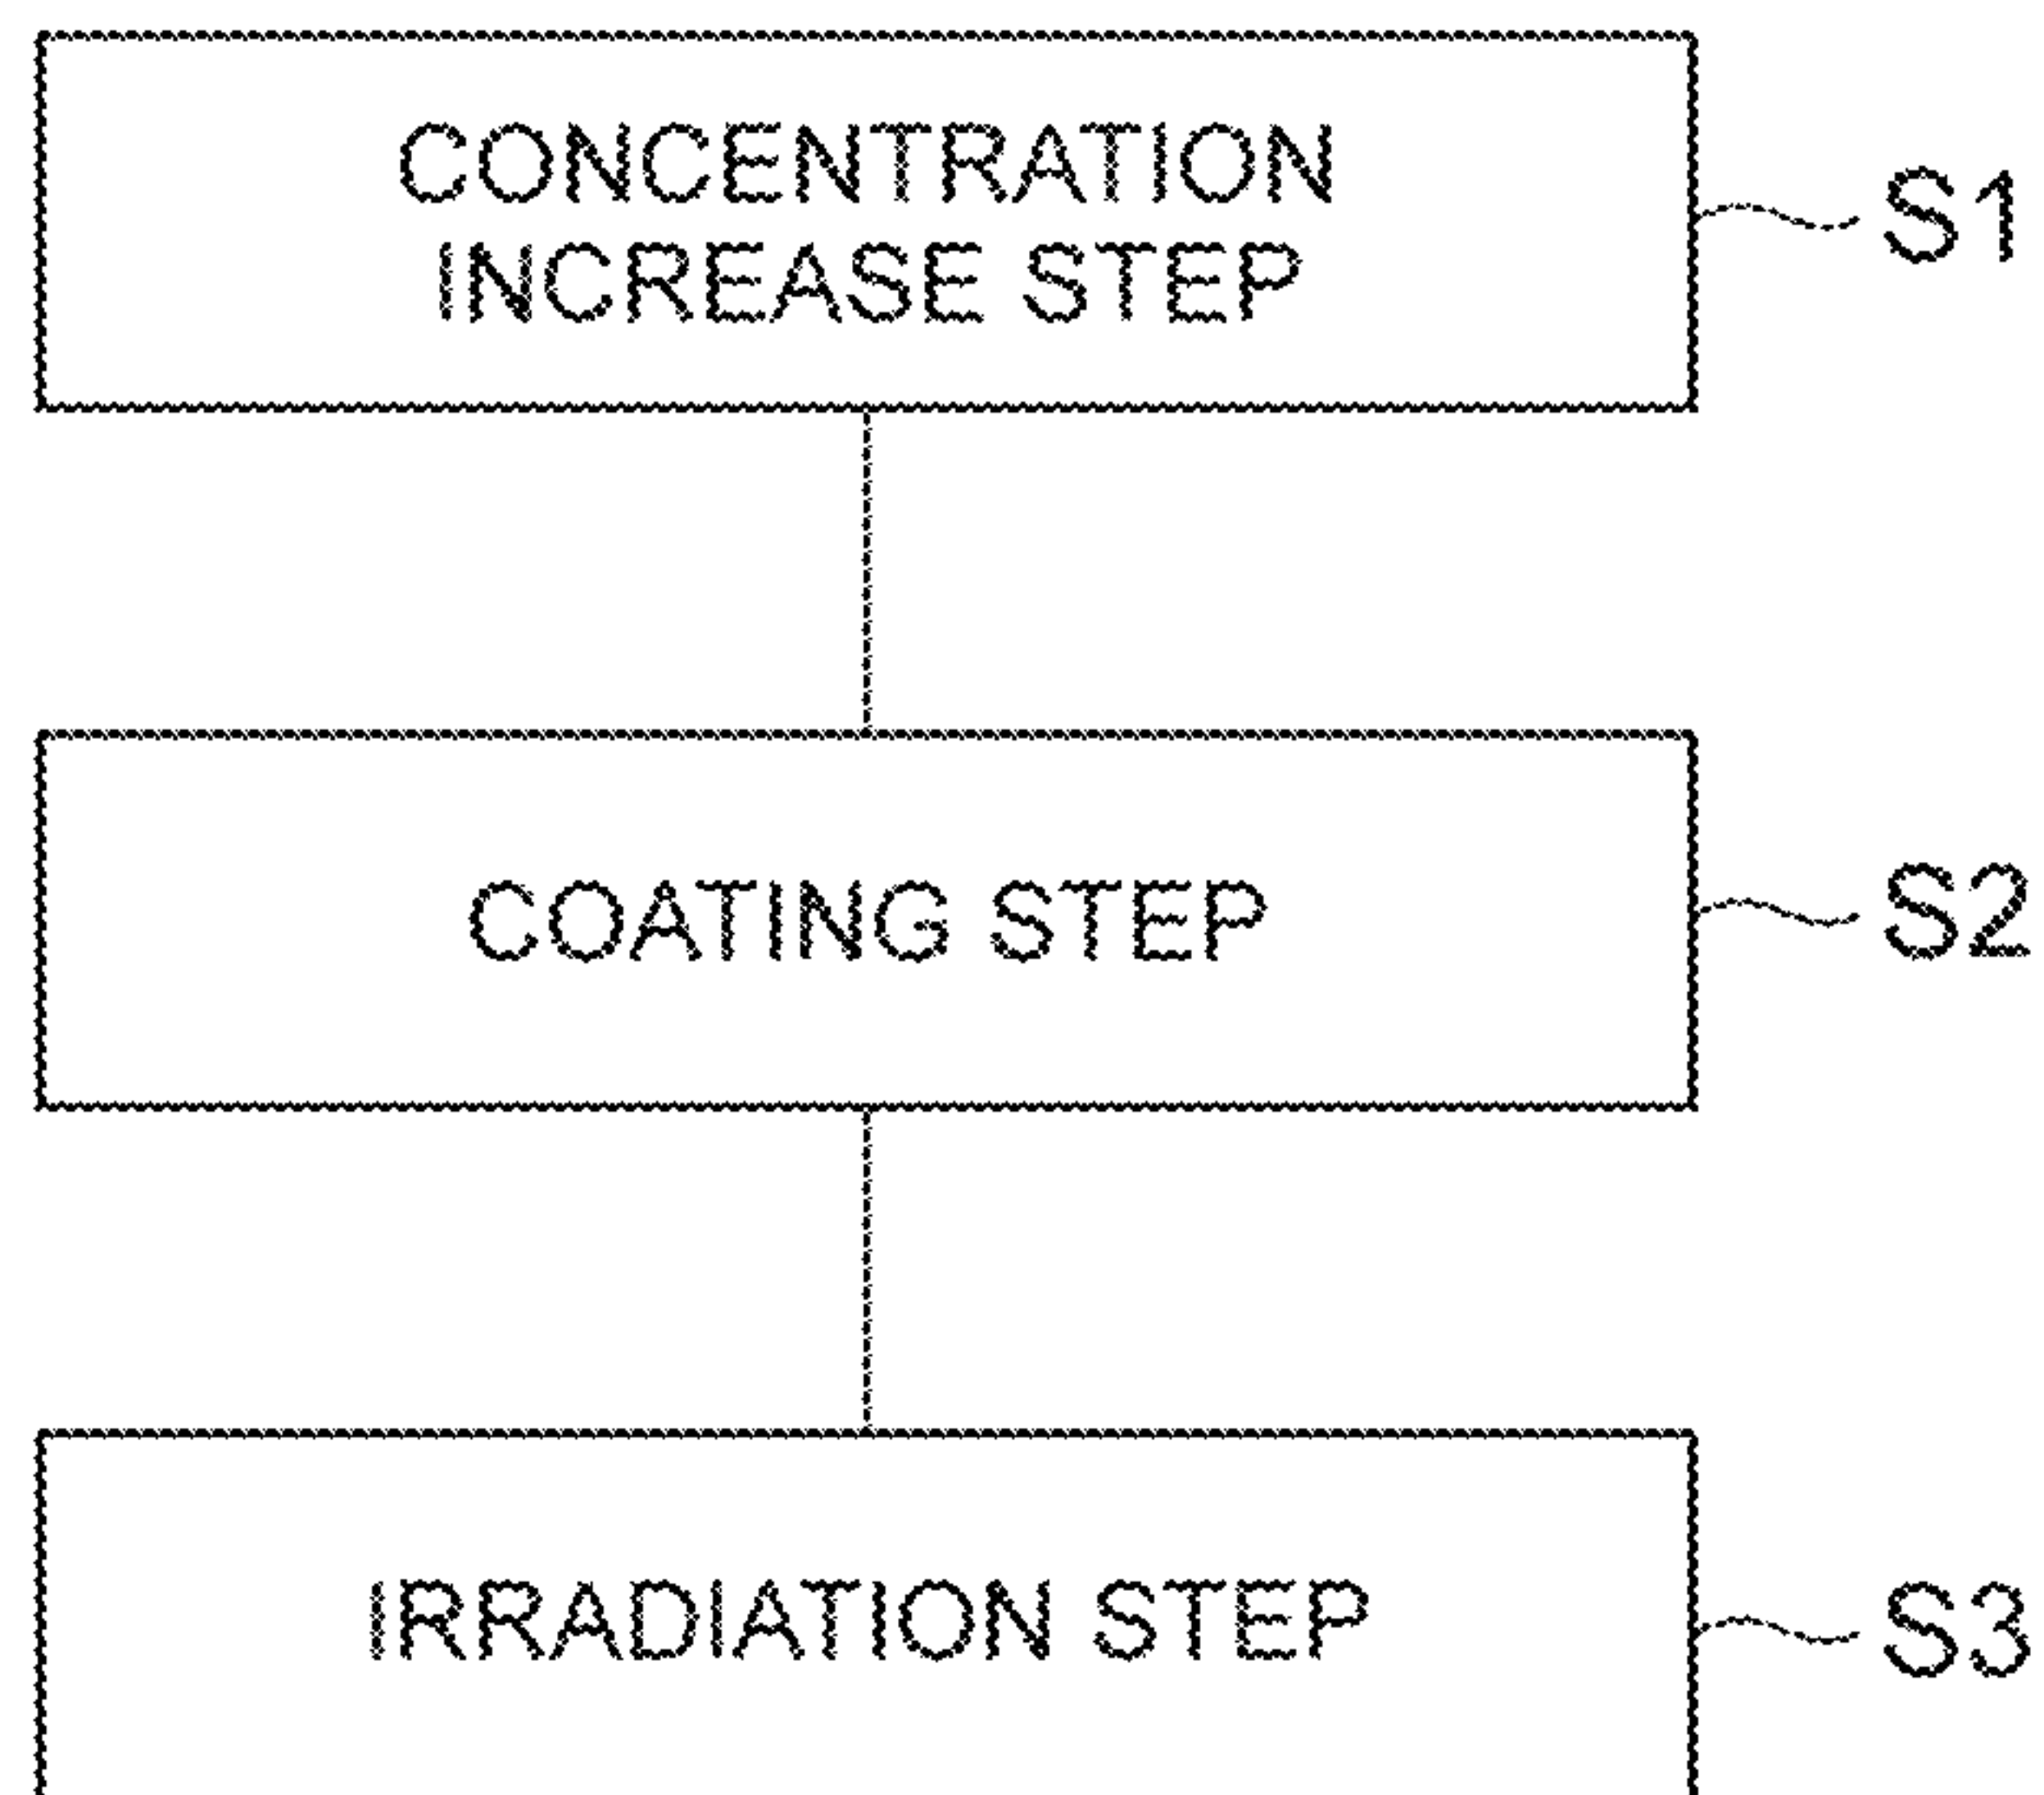 CONCENTRATION
INCREASE STEP
S1
COATING STEP
S2
IRRADIATION STEP
S3